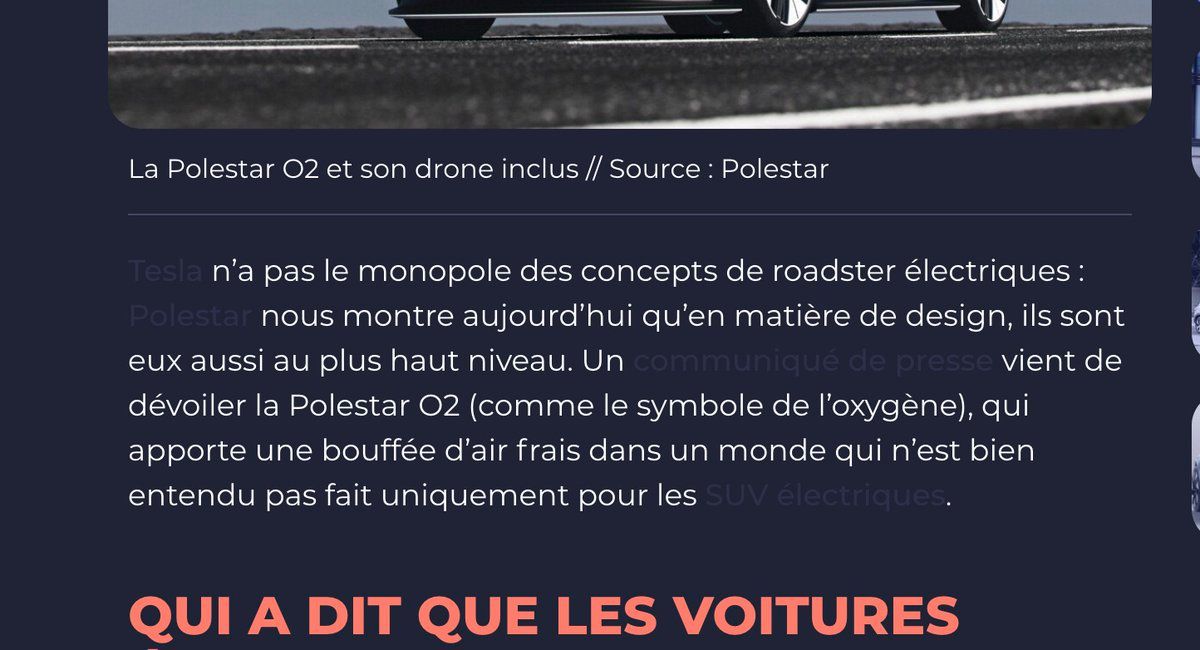 La Polestar O2 et son drone inclus // Source : Polestar
Tesla n’a pas le monopole des concepts de roadster électriques :
Polestar nous montre aujourd’hui qu’en matière de design, ils sont
eux aussi au plus haut niveau. Un communiqué de presse vient de
dévoiler la Polestar O2 (comme le symbole de l’oxygène), qui
apporte une bouffée d’air frais dans un monde qui n’est bien
entendu pas fait uniquement pour les SUV électriques.
QUI A DIT QUE LES VOITURES